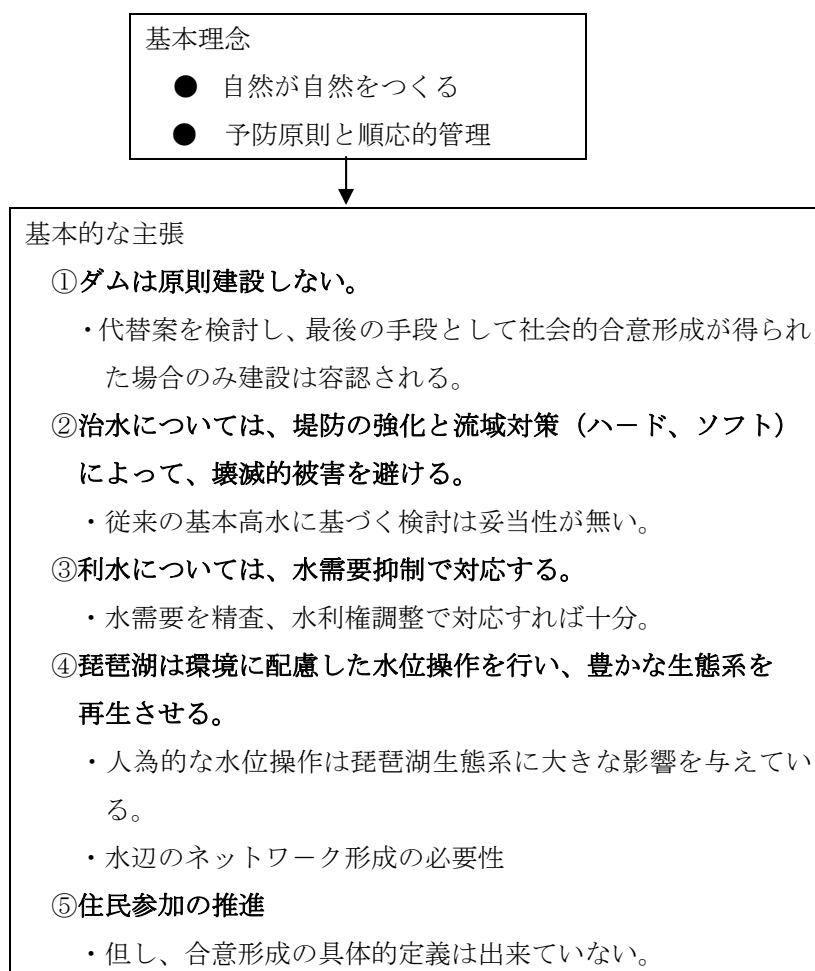 基本理念
● 自然が自然をつくる
● 予防原則と順応的管理
基本的な主張
①ダムは原則建設しない。
・代替案を検討し、最後の手段として社会的合意形成が得られ
た場合のみ建設は容認される。
②治水については、堤防の強化と流域対策（ハード、ソフト）
によって、壊滅的被害を避ける。
・従来の基本高水に基づく検討は妥当性が無い。
③利水については、水需要抑制で対応する。
・水需要を精査、水利権調整で対応すれば十分。
④琵琶湖は環境に配慮した水位操作を行い、豊かな生態系を
再生させる。
・人為的な水位操作は琵琶湖生態系に大きな影響を与えてい
る。
・水辺のネットワーク形成の必要性
⑤住民参加の推進
・但し、合意形成の具体的定義は出来ていない。